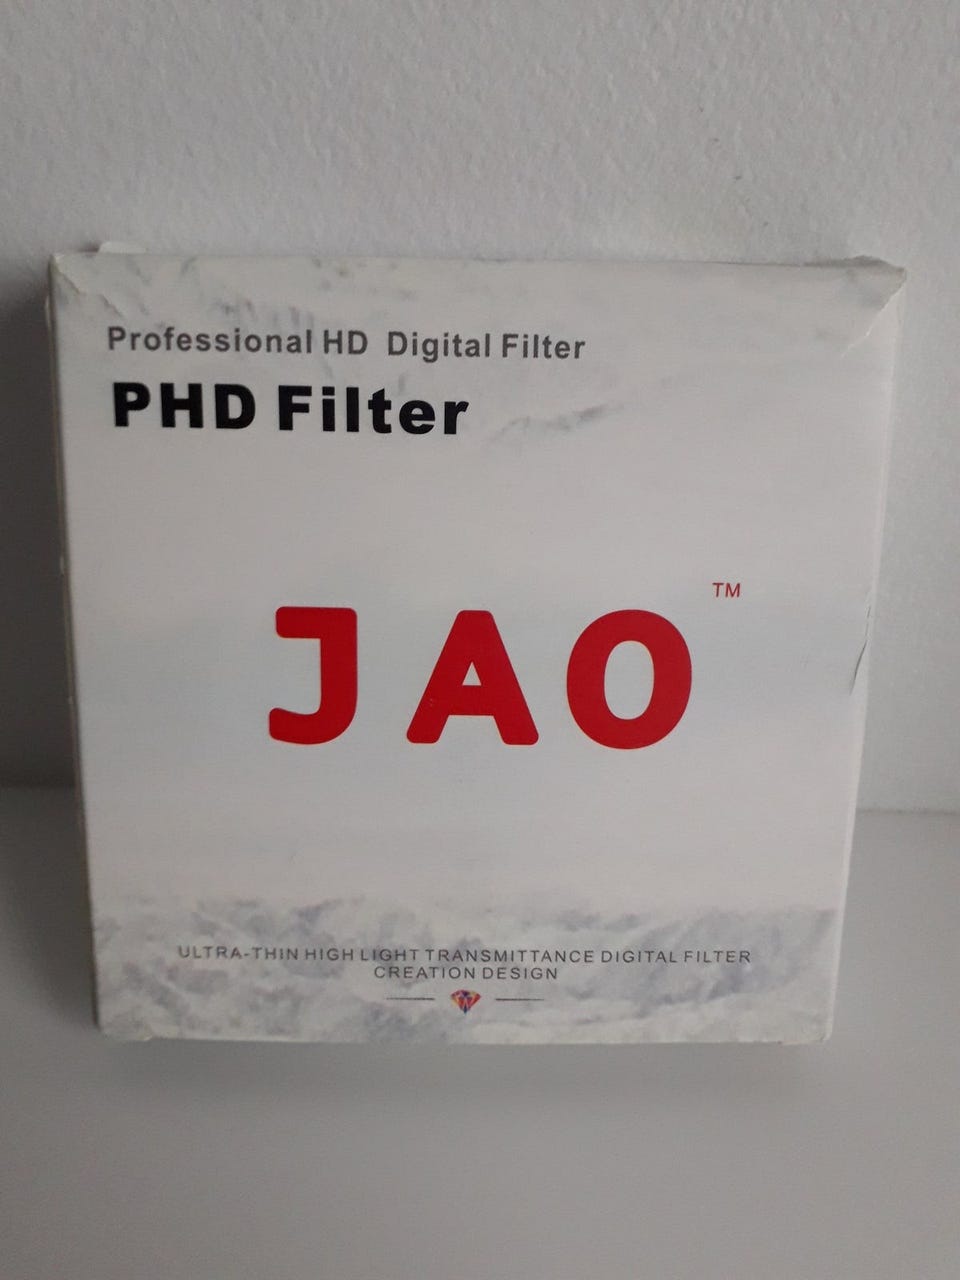 Professional HD Digital Filter
PHD Filter
JAO™
ULTRA-THIN HIGH LIGHT TRANSMITTANCE DIGITAL FILTER
CREATION DESIGN